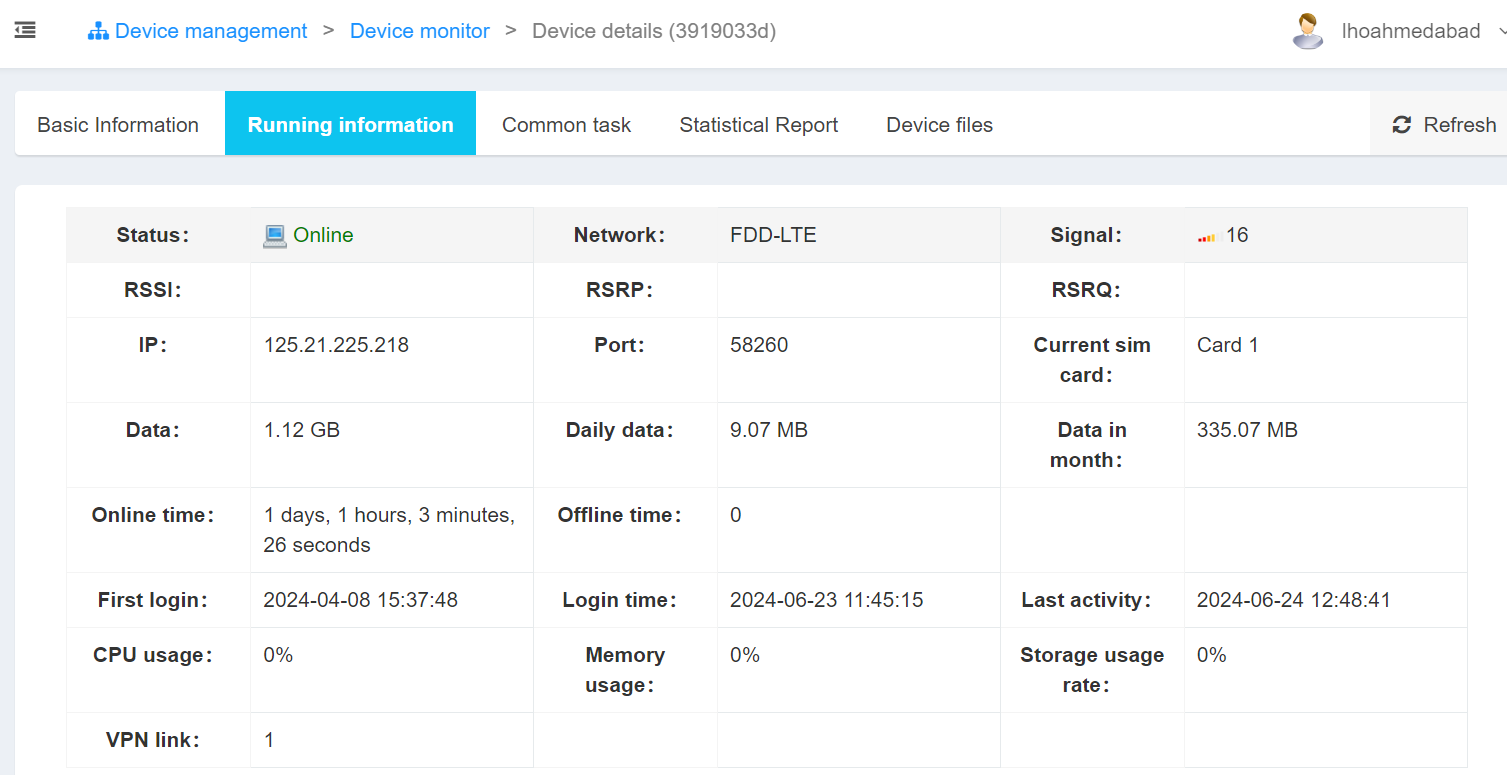 Device management > Device monitor > Device details (3919033d)
lhoahmedabad
Basic Information
Running information
Common task
Statistical Report
Device files
Refresh
Status: Online Network: FDD-LTE Signal: 16
RSSI: RSRP: RSRQ:
IP: 125.21.225.218 Port: 58260 Current sim card: Card 1
Data: 1.12 GB Daily data: 9.07 MB Data in month: 335.07 MB
Online time: 1 days, 1 hours, 3 minutes, 26 seconds Offline time: 0
First login: 2024-04-08 15:37:48 Login time: 2024-06-23 11:45:15 Last activity: 2024-06-24 12:48:41
CPU usage: 0% Memory usage: 0% Storage usage rate: 0%
VPN link: 1